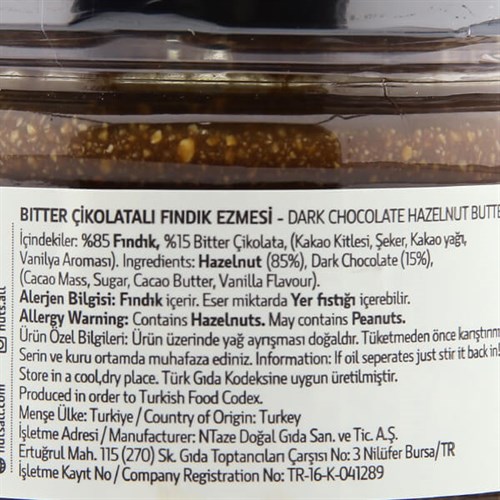 BITTER ÇİKOLATALI FINDIK EZMESİ - DARK CHOCOLATE HAZELNUT BUTTE
İçindekiler: %85 Fındık, %15 Bitter Çikolata, (Kakao Kitlesi, Şeker, Kakao yağı,
Vanilya Aroması). Ingredients: Hazelnut (85%), Dark Chocolate (15%),
(Cacao Mass, Sugar, Cacao Butter, Vanilla Flavour).
Alerjen Bilgisi: Fındık içerir. Eser miktarda Yer fıstığı içerebilir.
Allergy Warning: Contains Hazelnuts. May contains Peanuts.
Ürün Özel Bilgileri: Ürün üzerinde yağ ayrışması doğaldır. Tüketmeden önce karıştırını
Serin ve kuru ortamda muhafaza ediniz. Information: If oil seperates just stir it back in!
Store in a cool,dry place. Türk Gıda Kodeksine uygun üretilmiştir.
Produced in order to Turkish Food Codex.
Menşe Ülke: Turkiye / Country of Origin: Turkey
İşletme Adresi / Manufacturer: NTaze Doğal Gıda San. ve Tic. A.Ş.
Ertuğrul Mah. 115 (270) Sk. Gıda Toptancıları Çarşısı No: 3 Nilüfer Bursa/TR
İşletme Kayıt No / Company Registration No: TR-16-K-041289
nuts.all
nutsall.com